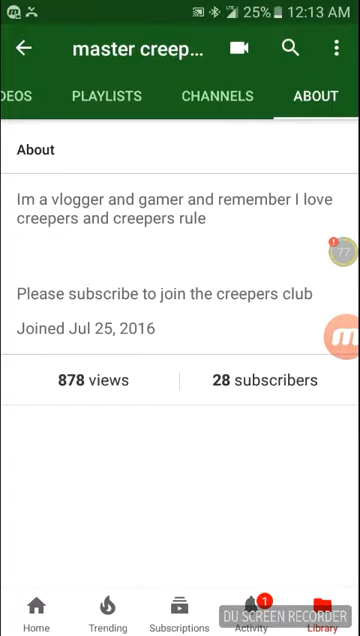 25% 12:13 AM
master creep...
DEOS PLAYLISTS CHANNELS ABOUT
About
Im a vlogger and gamer and remember I love
creepers and creepers rule
77
Please subscribe to join the creepers club
Joined Jul 25, 2016
878 views 28 subscribers
1
Home Trending Subscriptions Activity Library
DU SCREEN RECORDER